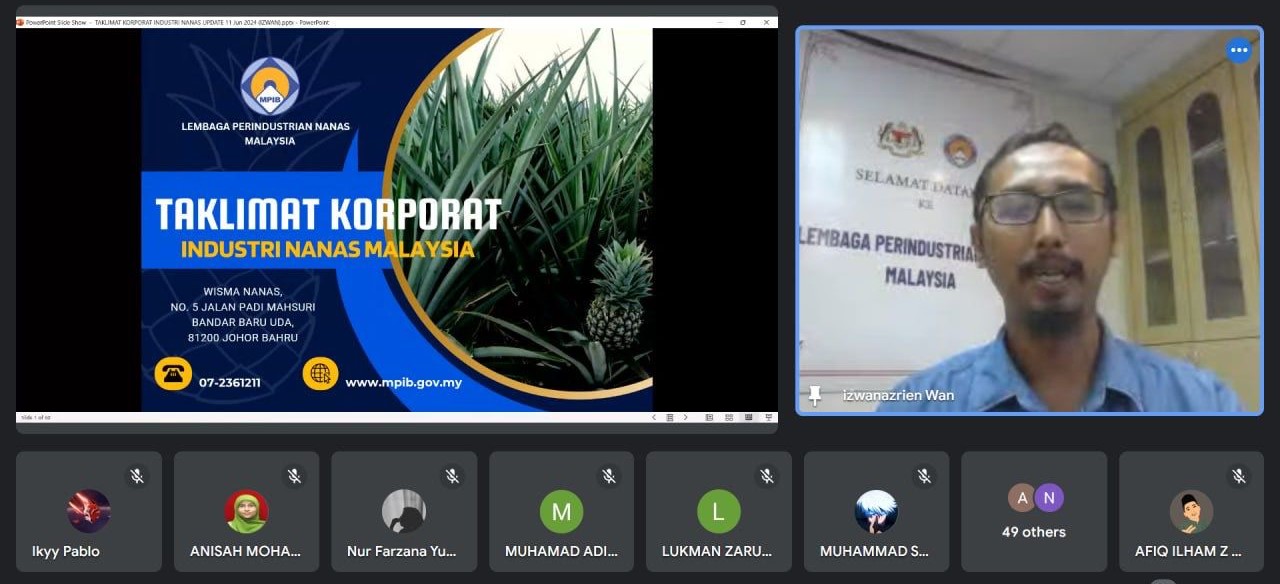 PowerPoint Slide Show - TAKLIMAT KORPORAT INDUSTRI NANAS UPDATE 11 Jun 2024 (IZWAN).pptx - PowerPoint
MPIB
LEMBAGA PERINDUSTRIAN NANAS
MALAYSIA
TAKLIMAT KORPORAT
INDUSTRI NANAS MALAYSIA
WISMA NANAS,
NO. 5 JALAN PADI MAHSURI
BANDAR BARU UDA,
81200 JOHOR BAHRU
07-2361211
www.mpib.gov.my
SELAMAT DATA
KE
LEMBAGA PERINDUSTRIA
MALAYSIA
izwanazrien Wan
Ikyy Pablo
ANISAH MOHA...
Nur Farzana Yu...
M
MUHAMAD ADI...
L
LUKMAN ZARU...
MUHAMMAD S...
A N
49 others
AFIQ ILHAM Z ...